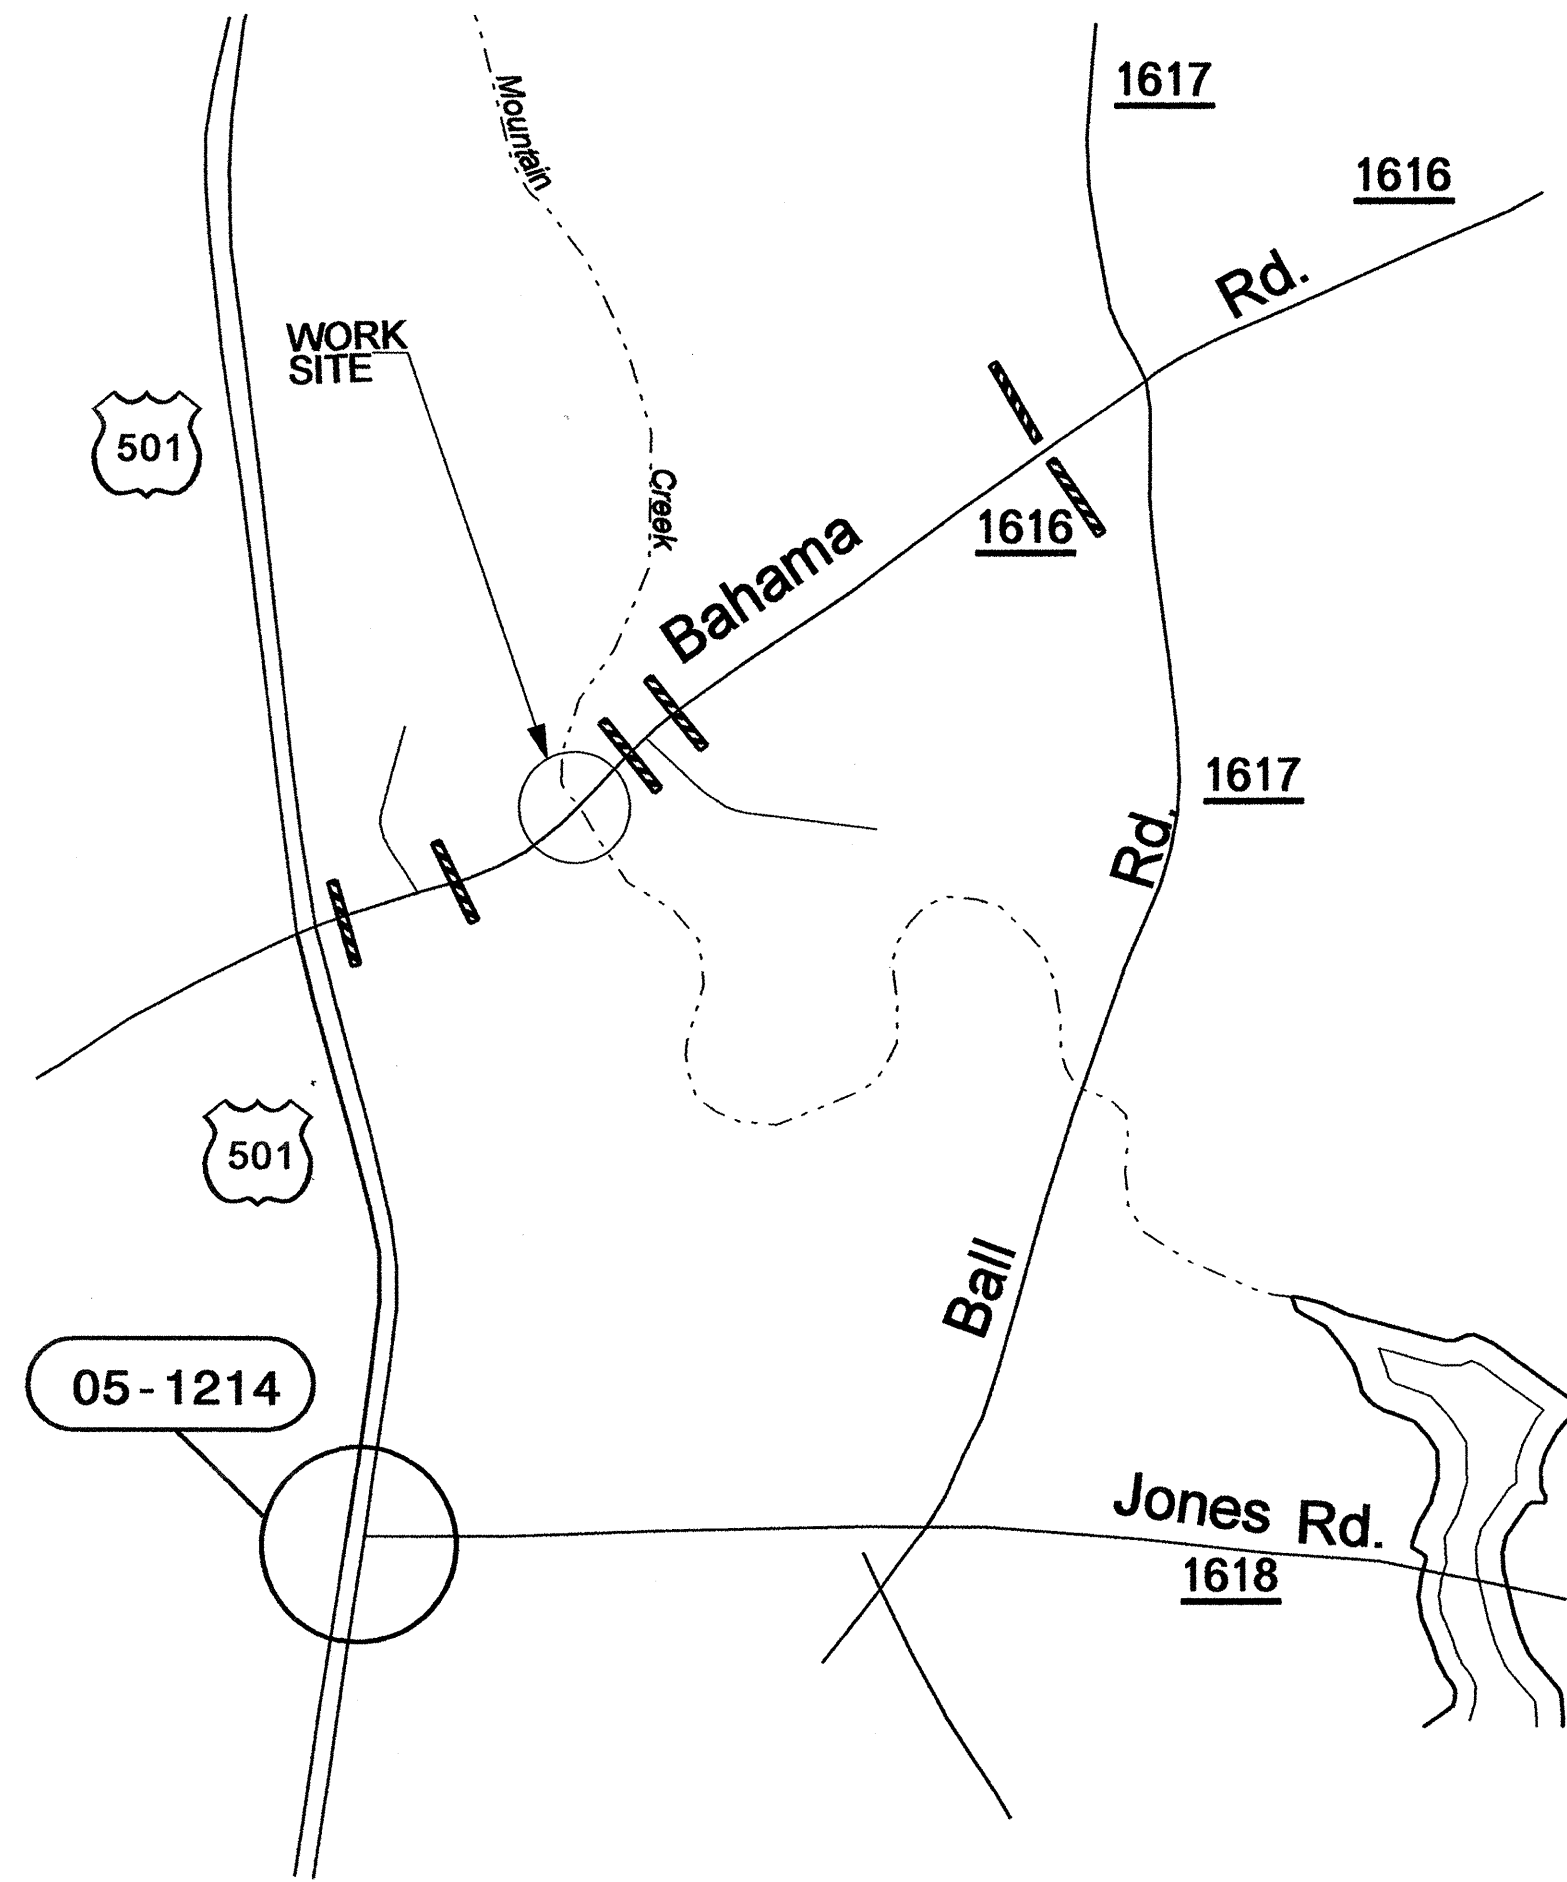 1617
Mountain
1616
Rd.
WORK
SITE
501
Creek
1616
Bahama
1617
Rd.
501
Ball
05-1214
Jones Rd.
1618